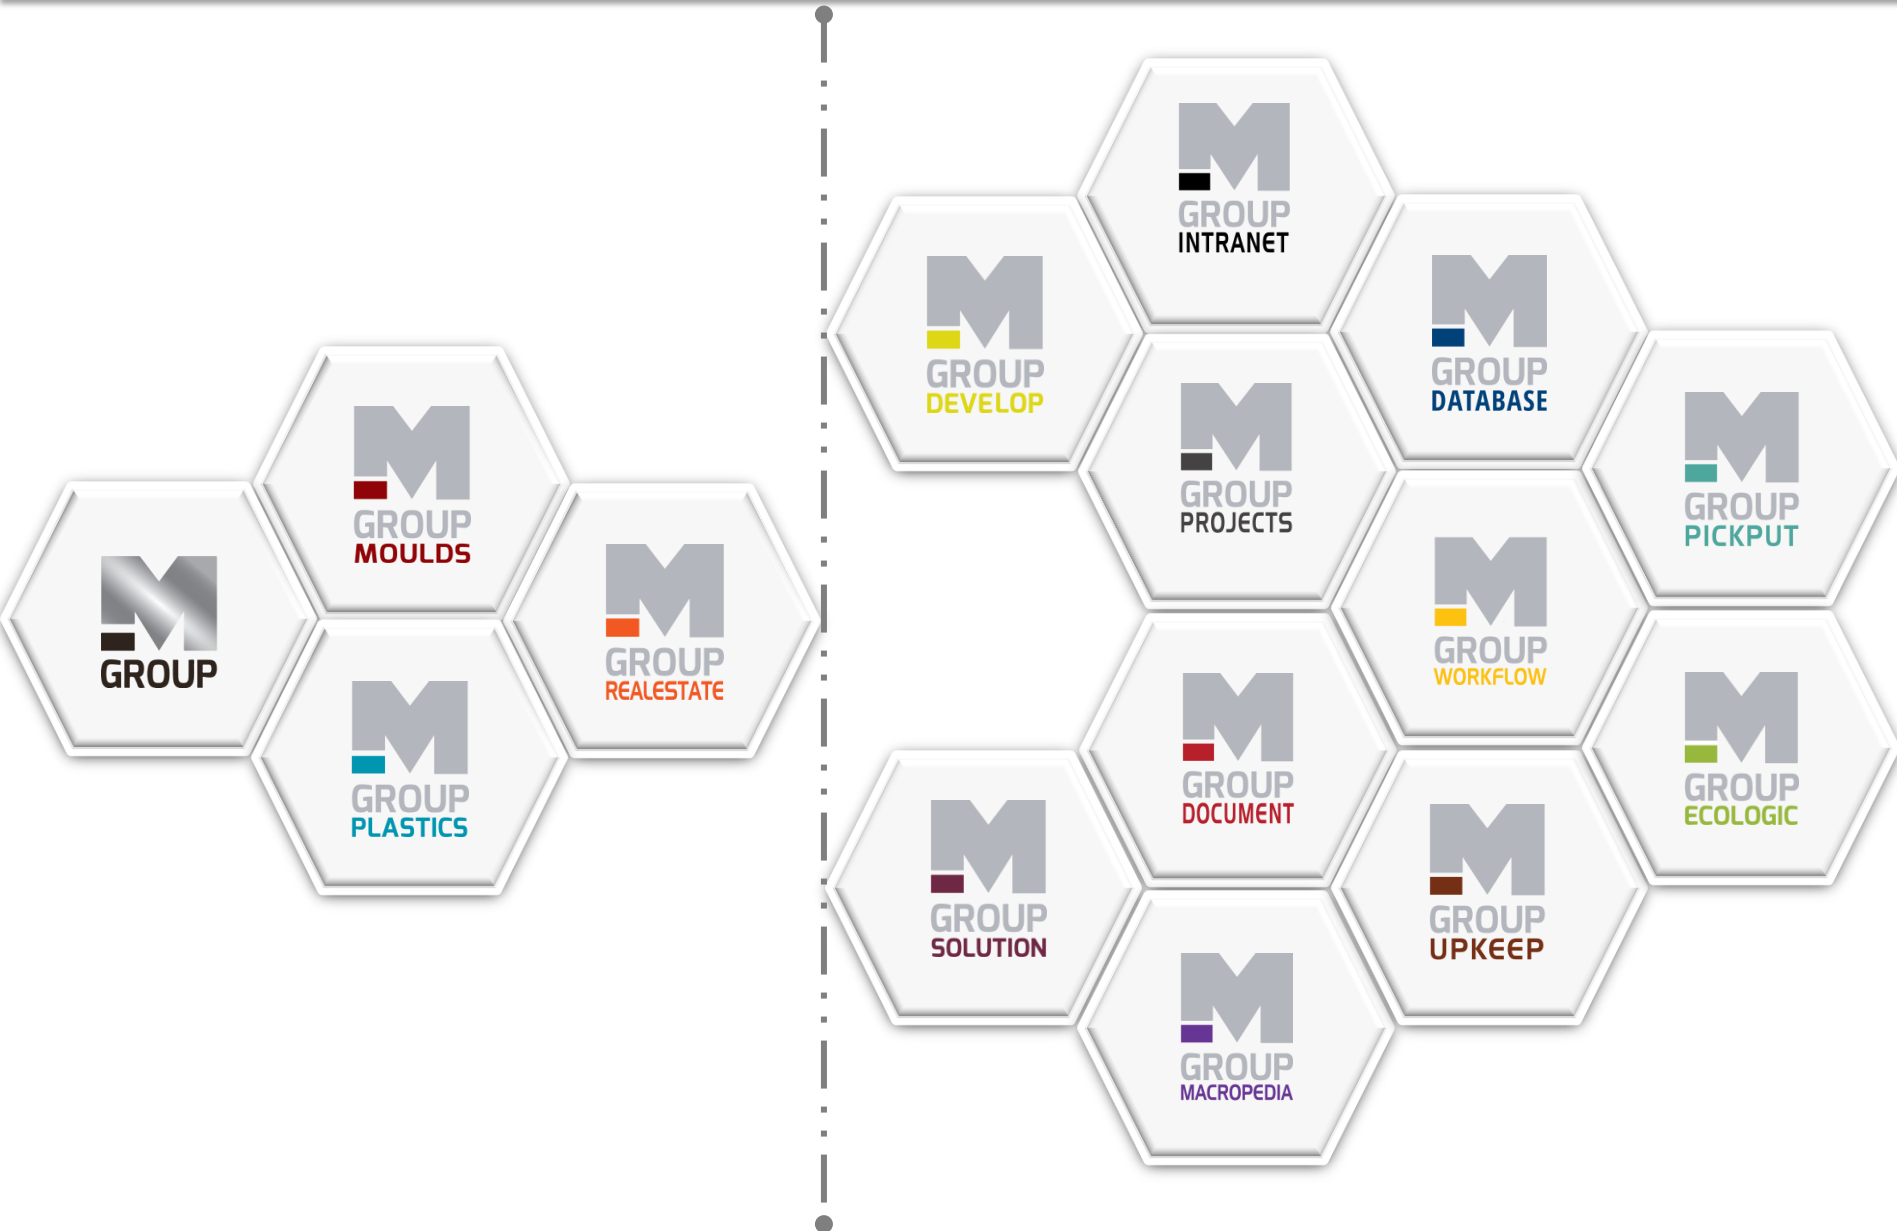 M
GROUP
M
GROUP
MOULDS
M
GROUP
PLASTICS
M
GROUP
REALESTATE
M
GROUP
DEVELOP
M
GROUP
INTRANET
M
GROUP
PROJECTS
M
GROUP
DATABASE
M
GROUP
PICKPUT
M
GROUP
WORKFLOW
M
GROUP
DOCUMENT
M
GROUP
ECOLOGIC
M
GROUP
SOLUTION
M
GROUP
UPKEEP
M
GROUP
MACROPEDIA